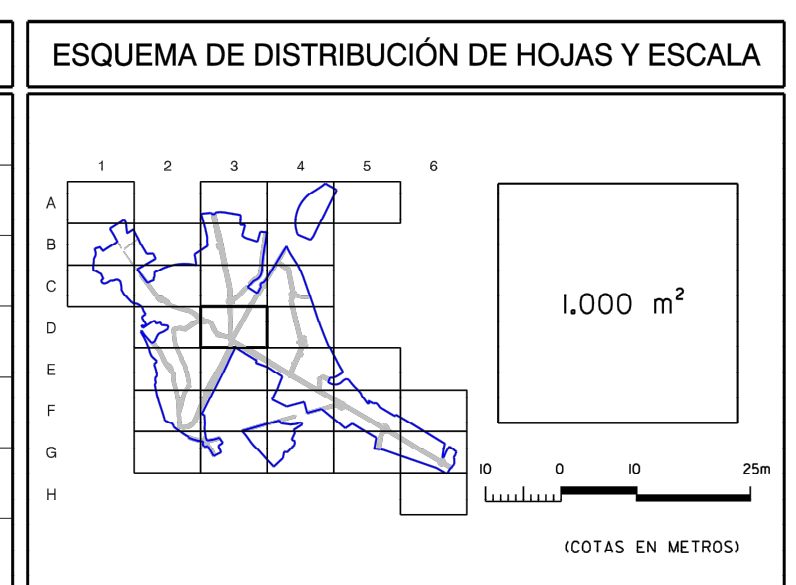 ESQUEMA DE DISTRIBUCIÓN DE HOJAS Y ESCALA
1 2 3 4 5 6
A
B
C
D
E
F
G
H
1.000 m²
10 0 10 25m
(COTAS EN METROS)